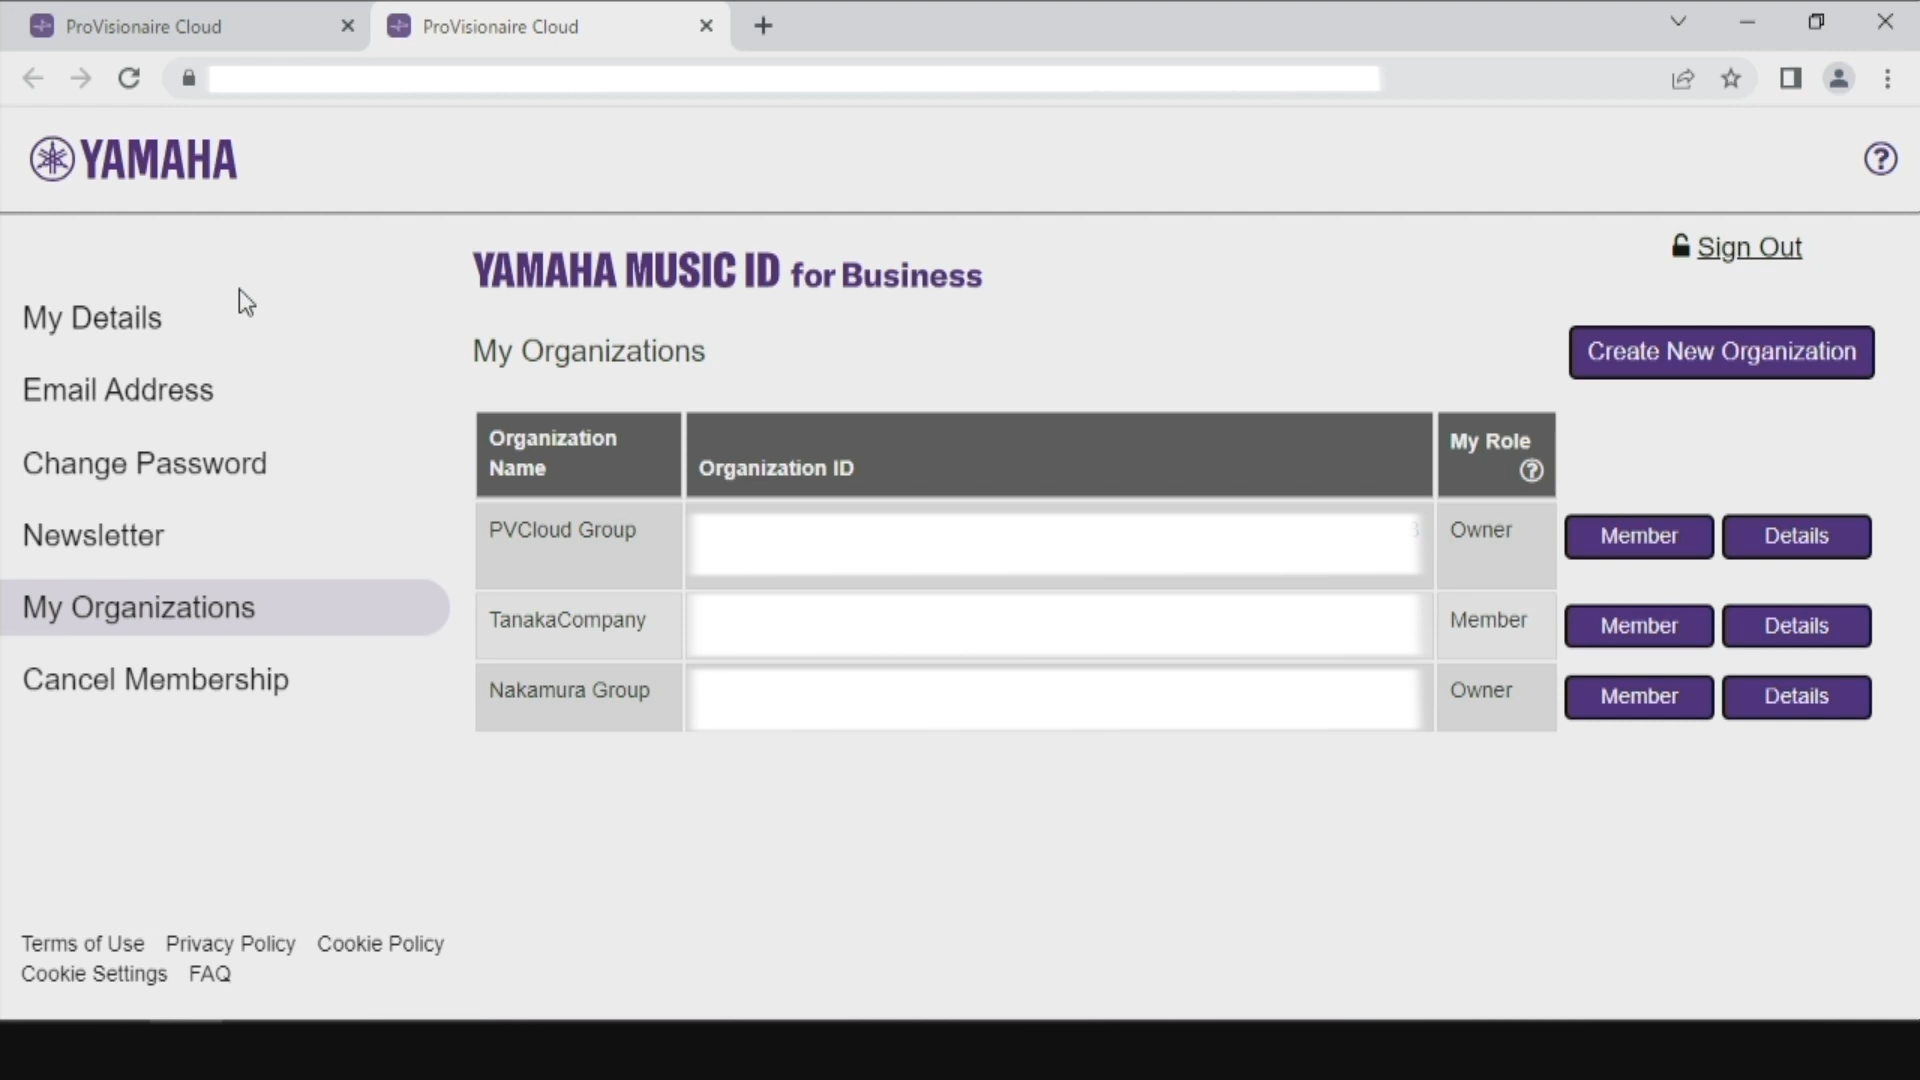 ProVisionaire Cloud
ProVisionaire Cloud
YAMAHA
YAMAHA MUSIC ID for Business
Sign Out
My Details
Email Address
Change Password
Newsletter
My Organizations
Cancel Membership
My Organizations
Create New Organization
Organization Name
Organization ID
My Role
PVCloud Group
Owner
Member
Details
TanakaCompany
Member
Member
Details
Nakamura Group
Owner
Member
Details
Terms of Use Privacy Policy Cookie Policy
Cookie Settings FAQ